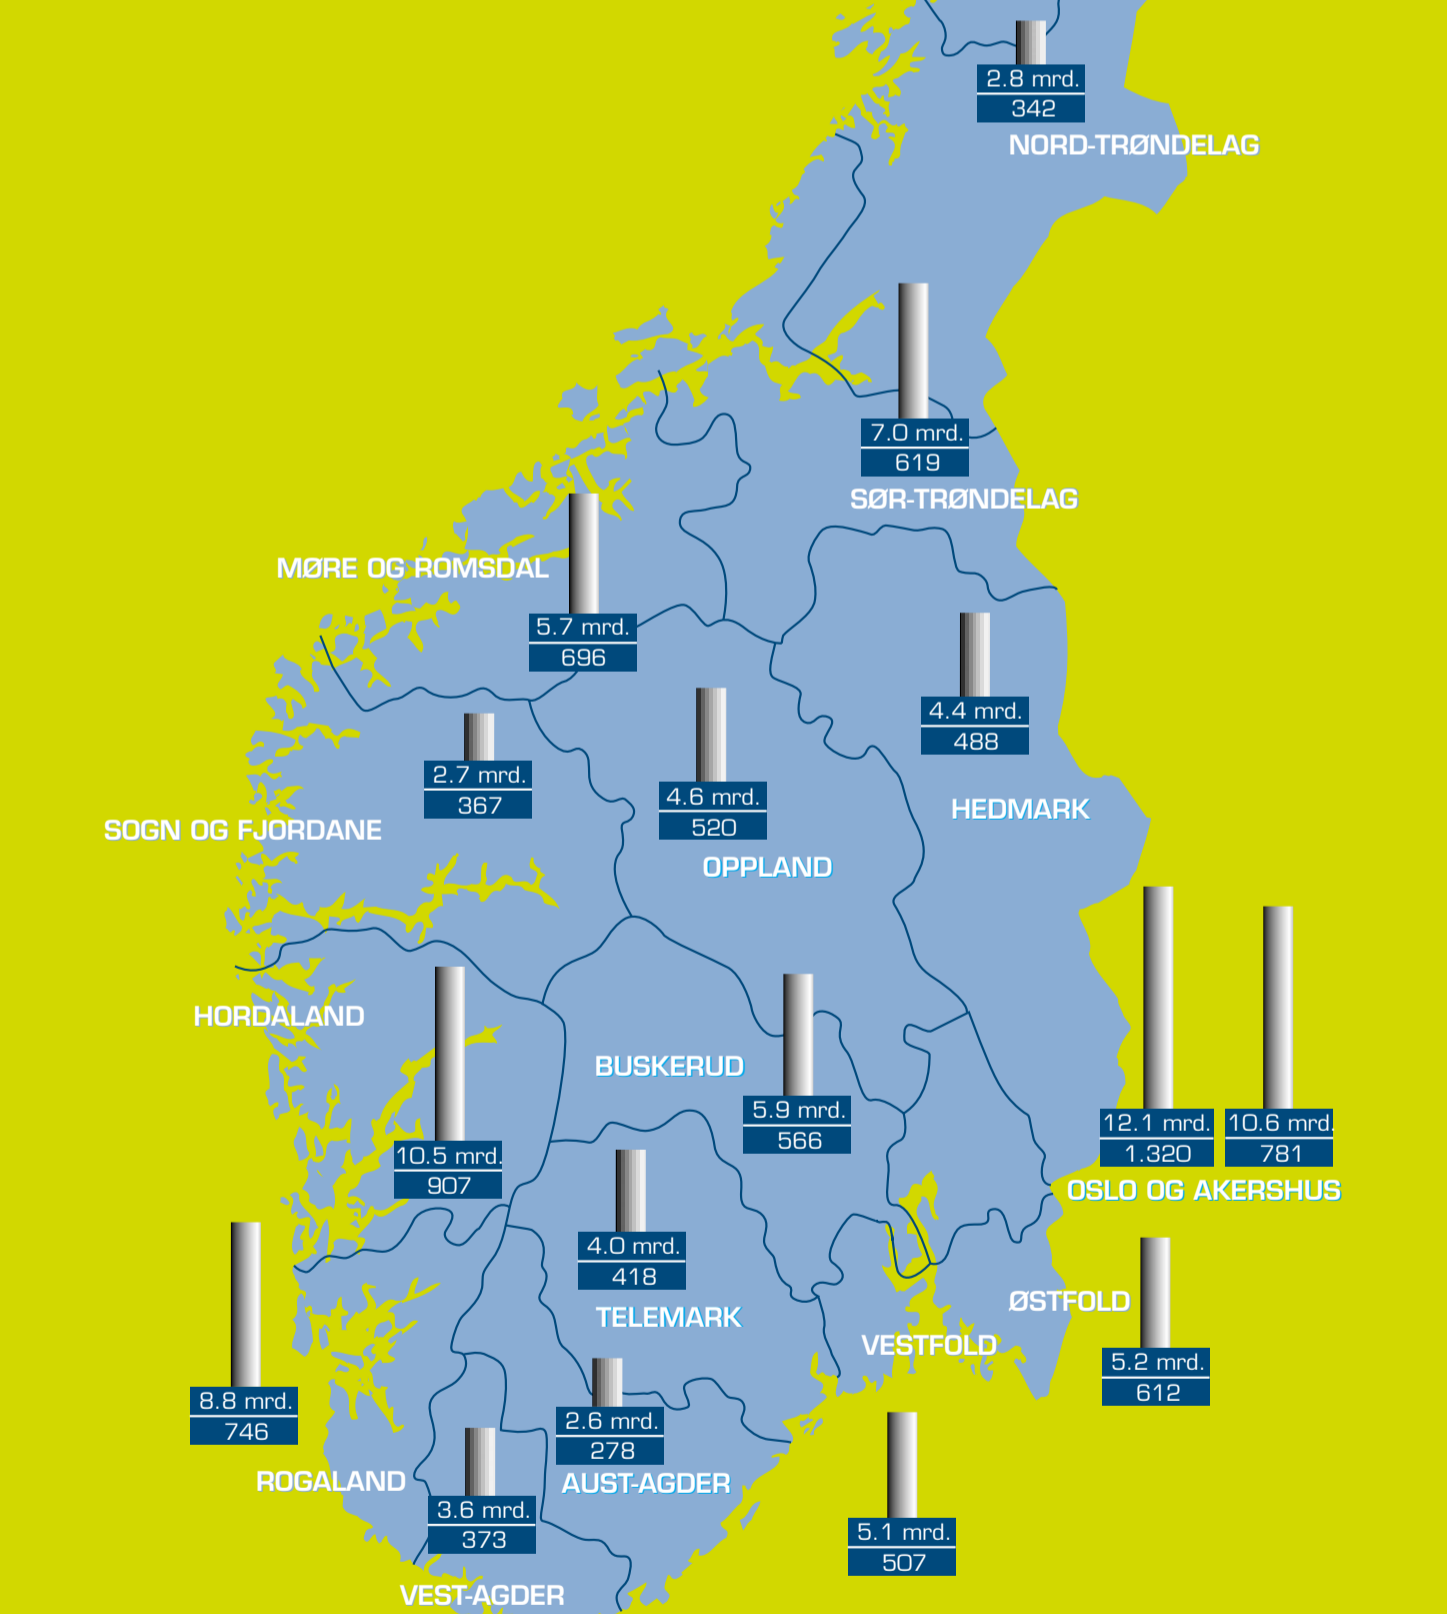 2.8 mrd.
342
NORD-TRØNDELAG
7.0 mrd.
619
SØR-TRØNDELAG
MØRE OG ROMSDAL
5.7 mrd.
696
4.4 mrd.
488
HEDMARK
2.7 mrd.
367
SOGN OG FJORDANE
4.6 mrd.
520
OPPLAND
HORDALAND
10.5 mrd.
907
BUSKERUD
5.9 mrd.
566
12.1 mrd.
1.320
10.6 mrd.
781
OSLO OG AKERSHUS
4.0 mrd.
418
TELEMARK
ØSTFOLD
5.2 mrd.
612
VESTFOLD
5.1 mrd.
507
8.8 mrd.
746
ROGALAND
2.6 mrd.
278
AUST-AGDER
3.6 mrd.
373
VEST-AGDER